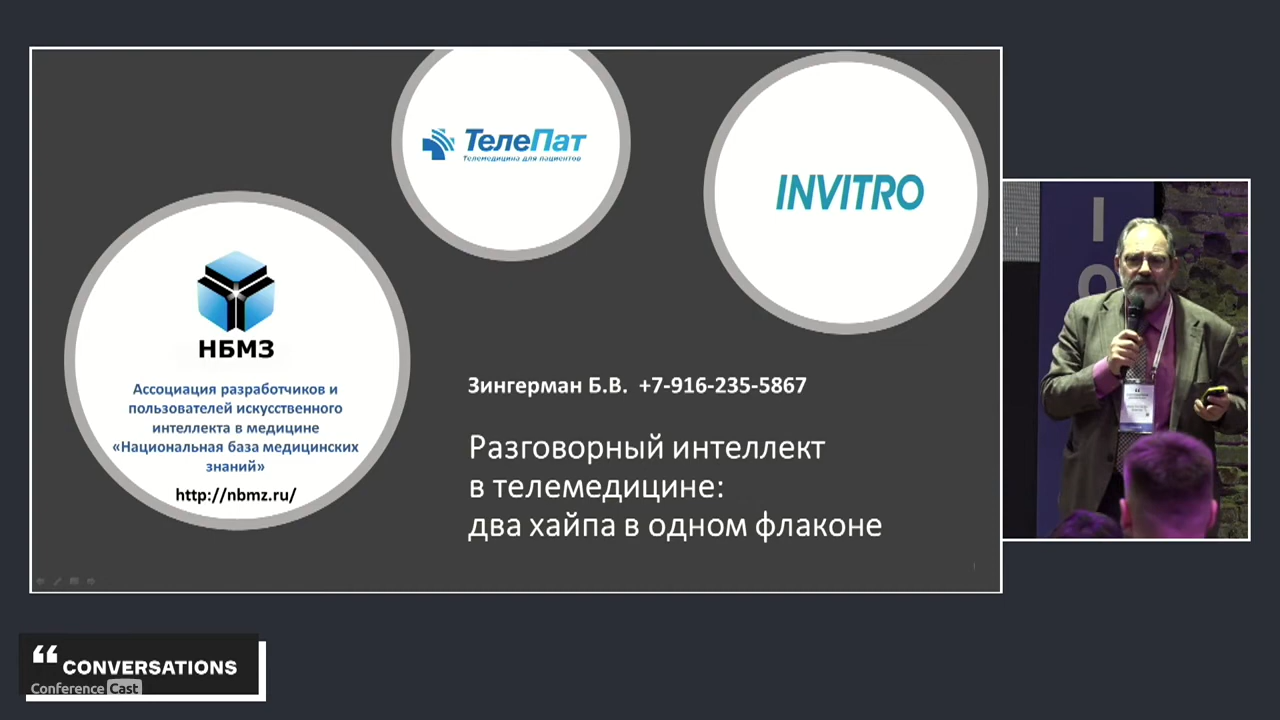 ТелеПат
Телемедицина для пациентов
INVITRO
НБМЗ
Ассоциация разработчиков и
пользователей искусственного
интеллекта в медицине
«Национальная база медицинских
знаний»
http://nbmz.ru/
Зингерман Б.В. +7-916-235-5867
Разговорный интеллект
в телемедицине:
два хайпа в одном флаконе
“ CONVERSATIONS
Conference Cast